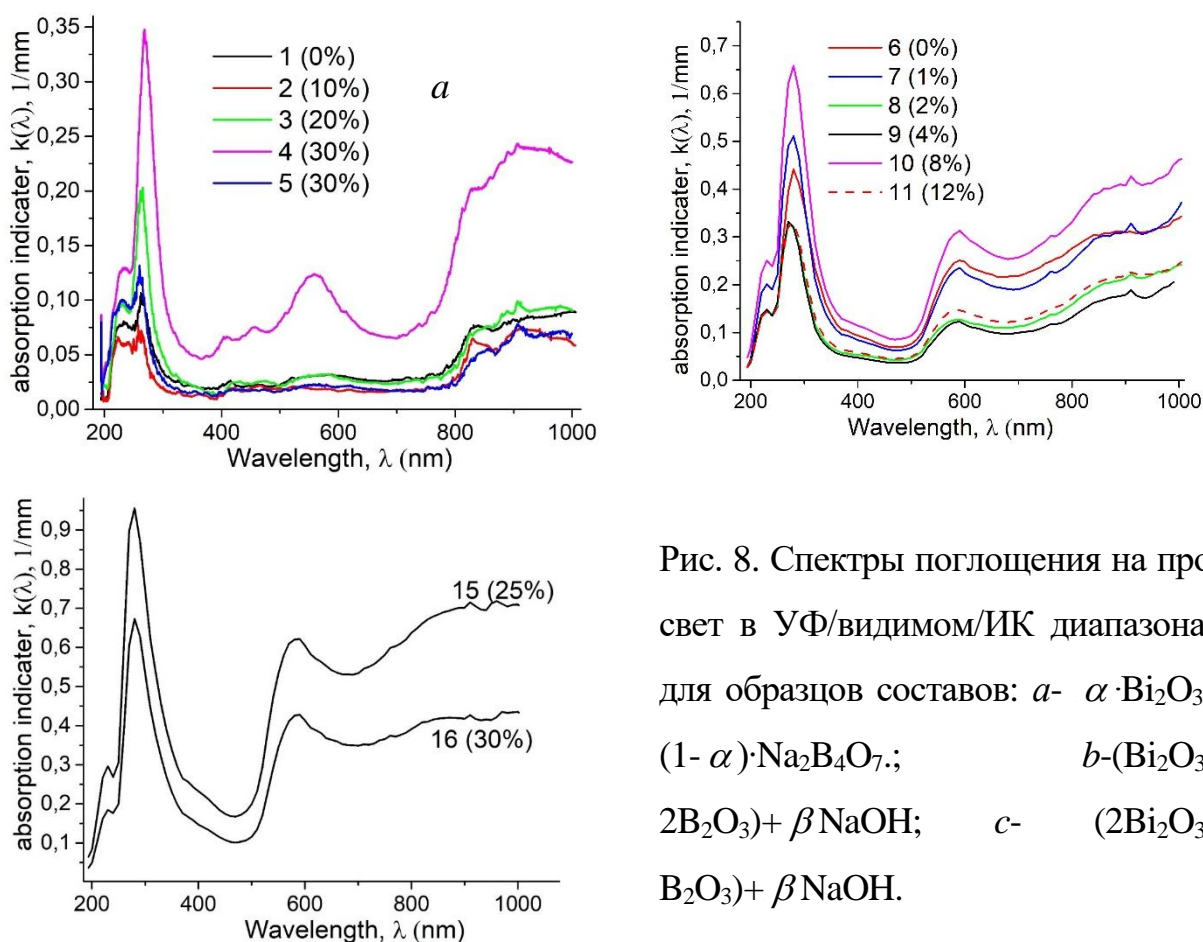 0,35
0,30
0,25
0,20
0,15
0,10
0,05
0,00
absorption indicater, k(λ), 1/mm
1 (0%)
2 (10%)
3 (20%)
4 (30%)
5 (30%)
a
200 400 600 800 1000
Wavelength, λ (nm)
0,7
0,6
0,5
0,4
0,3
0,2
0,1
0,0
absorption indicater, k(λ), 1/mm
6 (0%)
7 (1%)
8 (2%)
9 (4%)
10 (8%)
11 (12%)
200 400 600 800 1000
Wavelength, λ (nm)
0,9
0,8
0,7
0,6
0,5
0,4
0,3
0,2
0,1
absorption indicater, k(λ), 1/mm
15 (25%)
16 (30%)
200 400 600 800 1000
Wavelength, λ (nm)
Рис. 8. Спектры поглощения на про
свет в УФ/видимом/ИК диапазона
для образцов составов: a- α·Bi₂O₃
(1- α)·Na₂B₄O₇.; b-(Bi₂O₃
2B₂O₃)+ βNaOH; c- (2Bi₂O₃
B₂O₃)+ βNaOH.